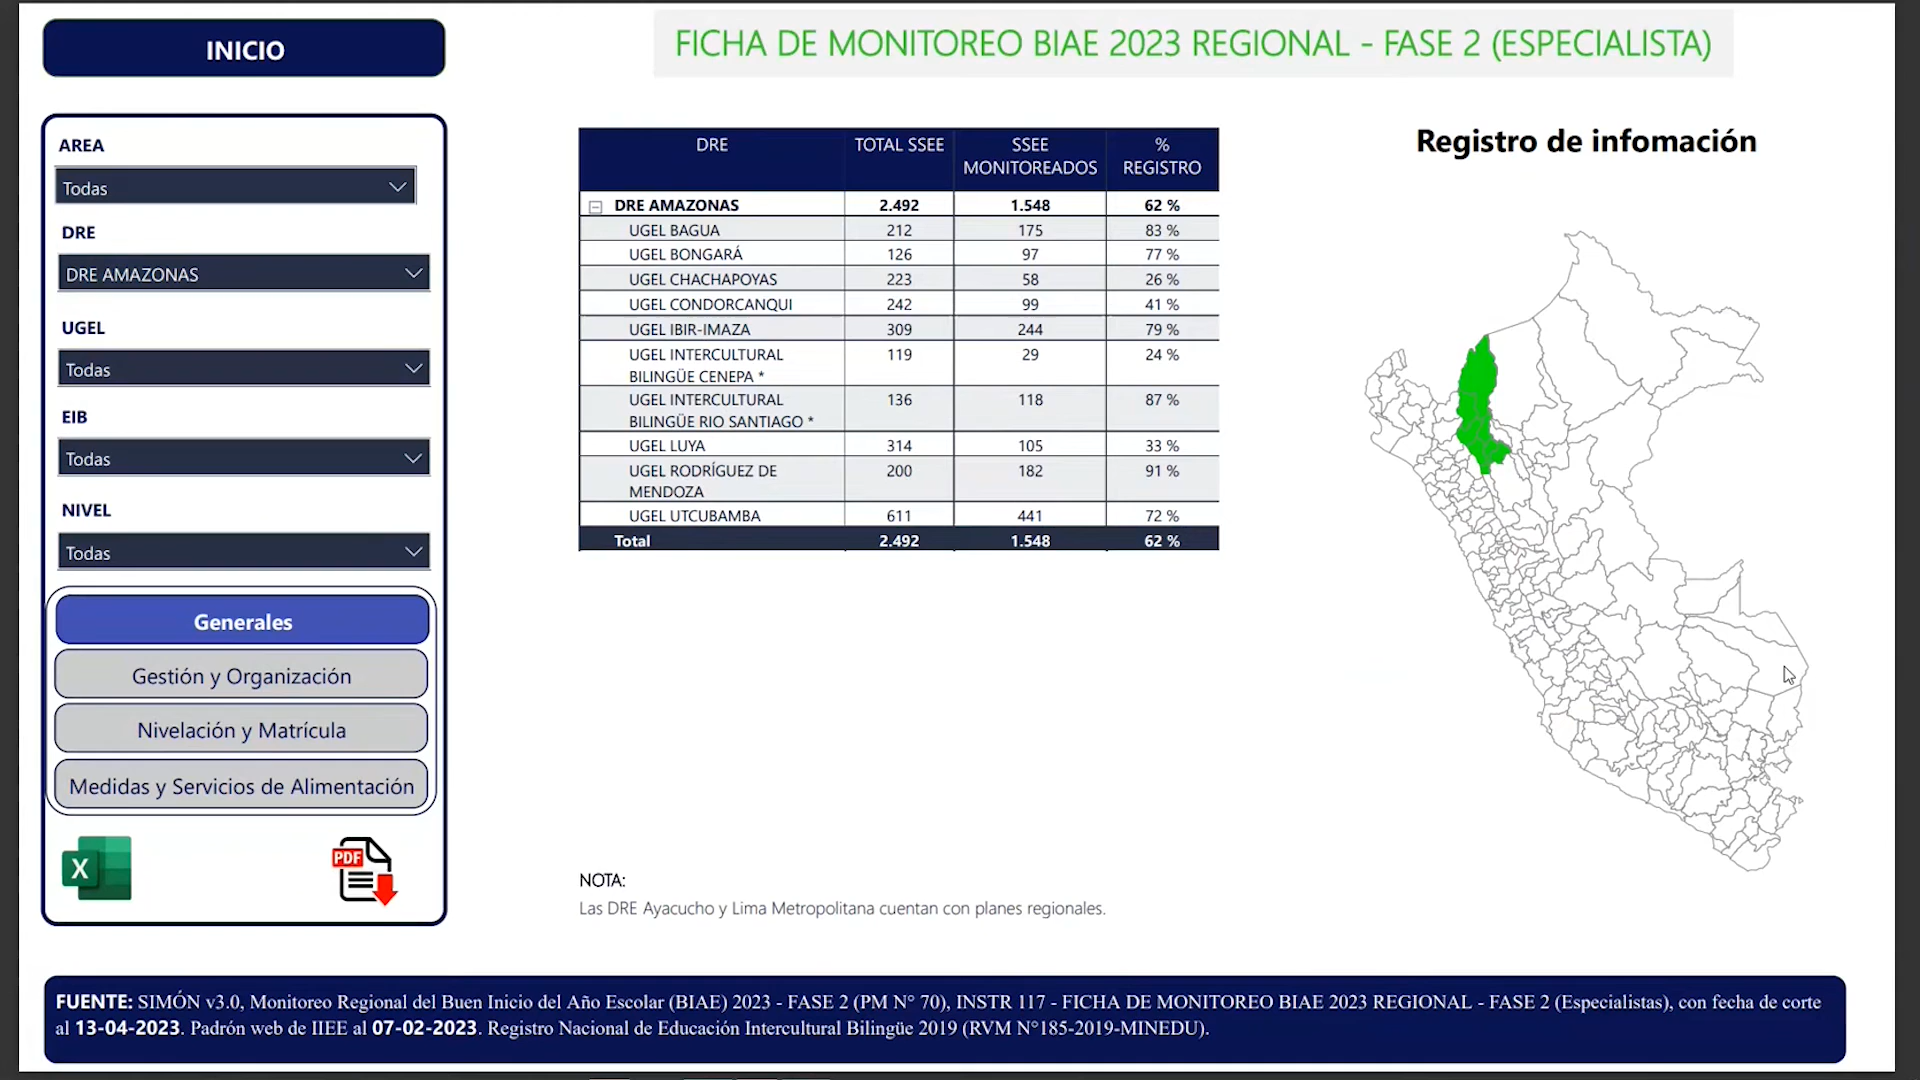 INICIO
FICHA DE MONITOREO BIAE 2023 REGIONAL - FASE 2 (ESPECIALISTA)
AREA
Todas
DRE
DRE AMAZONAS
UGEL
Todas
EIB
Todas
NIVEL
Todas
Generales
Gestión y Organización
Nivelación y Matrícula
Medidas y Servicios de Alimentación
X
PDF
DRE TOTAL SSEE SSEE MONITOREADOS % REGISTRO
DRE AMAZONAS 2.492 1.548 62 %
UGEL BAGUA 212 175 83 %
UGEL BONGARÁ 126 97 77 %
UGEL CHACHAPOYAS 223 58 26 %
UGEL CONDORCANQUI 242 99 41 %
UGEL IBIR-IMAZA 309 244 79 %
UGEL INTERCULTURAL BILINGÜE CENEPA * 119 29 24 %
UGEL INTERCULTURAL BILINGÜE RIO SANTIAGO * 136 118 87 %
UGEL LUYA 314 105 33 %
UGEL RODRÍGUEZ DE MENDOZA 200 182 91 %
UGEL UTCUBAMBA 611 441 72 %
Total 2.492 1.548 62 %
Registro de infomación
NOTA:
Las DRE Ayacucho y Lima Metropolitana cuentan con planes regionales.
FUENTE: SIMÓN v3.0, Monitoreo Regional del Buen Inicio del Año Escolar (BIAE) 2023 - FASE 2 (PM N° 70), INSTR 117 - FICHA DE MONITOREO BIAE 2023 REGIONAL - FASE 2 (Especialistas), con fecha de corte
al 13-04-2023. Padrón web de IIEE al 07-02-2023. Registro Nacional de Educación Intercultural Bilingüe 2019 (RVM N°185-2019-MINEDU).